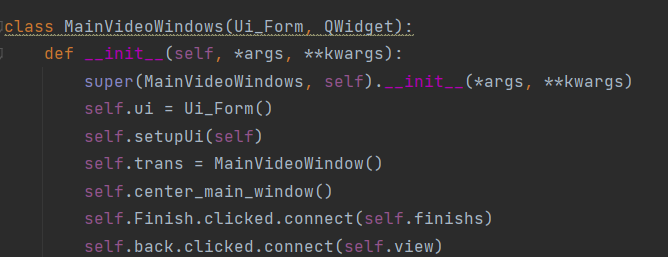 class MainVideoWindows(Ui_Form, QWidget):
    def __init__(self, *args, **kwargs):
        super(MainVideoWindows, self).__init__(*args, **kwargs)
        self.ui = Ui_Form()
        self.setupUi(self)
        self.trans = MainVideoWindow()
        self.center_main_window()
        self.Finish.clicked.connect(self.finishs)
        self.back.clicked.connect(self.view)